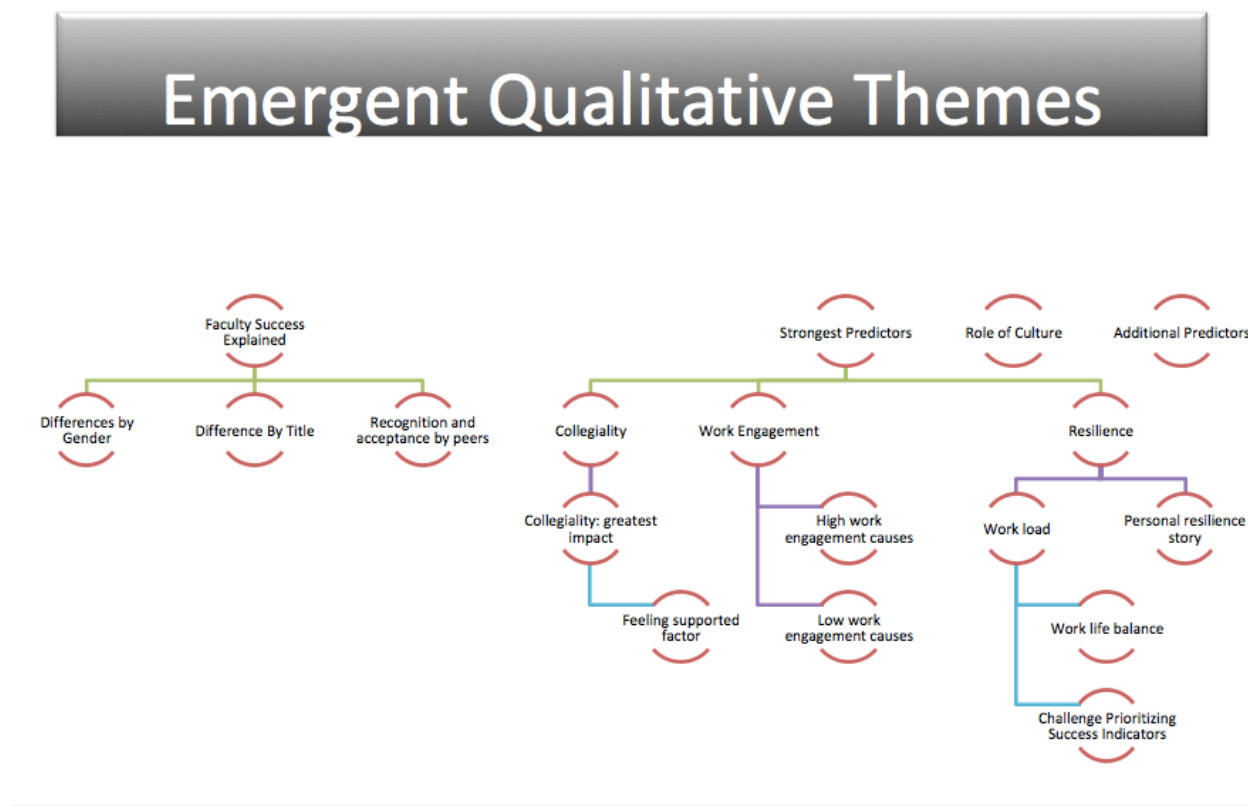 Emergent Qualitative Themes
Faculty Success
Explained
Strongest Predictors
Role of Culture
Additional Predictors
Differences by
Gender
Difference By Title
Recognition and
acceptance by peers
Collegiality
Work Engagement
Resilience
Collegiality: greatest
impact
High work
engagement causes
Work load
Personal resilience
story
Feeling supported
factor
Low work
engagement causes
Work life balance
Challenge Prioritizing
Success Indicators